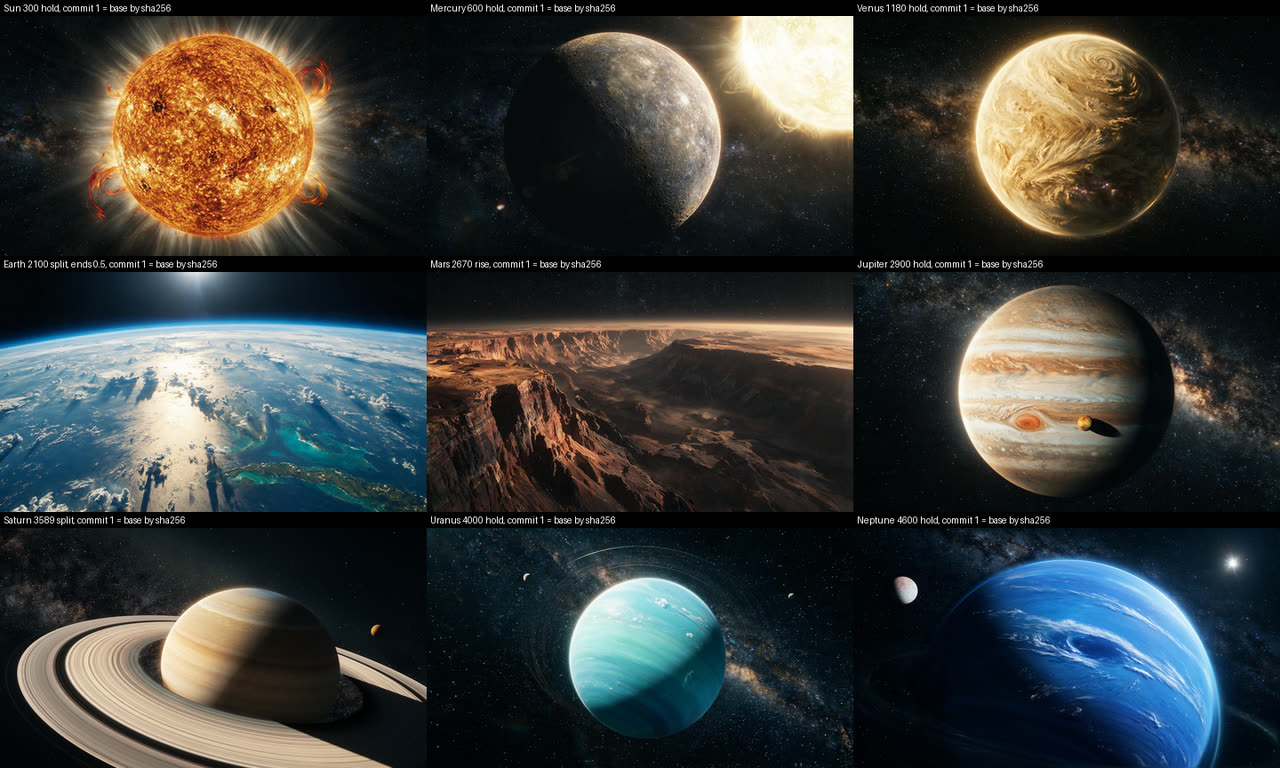 Sun 300 hold, commit 1 = base by sha256
Mercury 600 hold, commit 1 = base by sha256
Venus 1180 hold, commit 1 = base by sha256
Earth 2100 split, ends 0.5, commit 1 = base by sha256
Mars 2670 rise, commit 1 = base by sha256
Jupiter 2900 hold, commit 1 = base by sha256
Saturn 3589 split, commit 1 = base by sha256
Uranus 4000 hold, commit 1 = base by sha256
Neptune 4600 hold, commit 1 = base by sha256